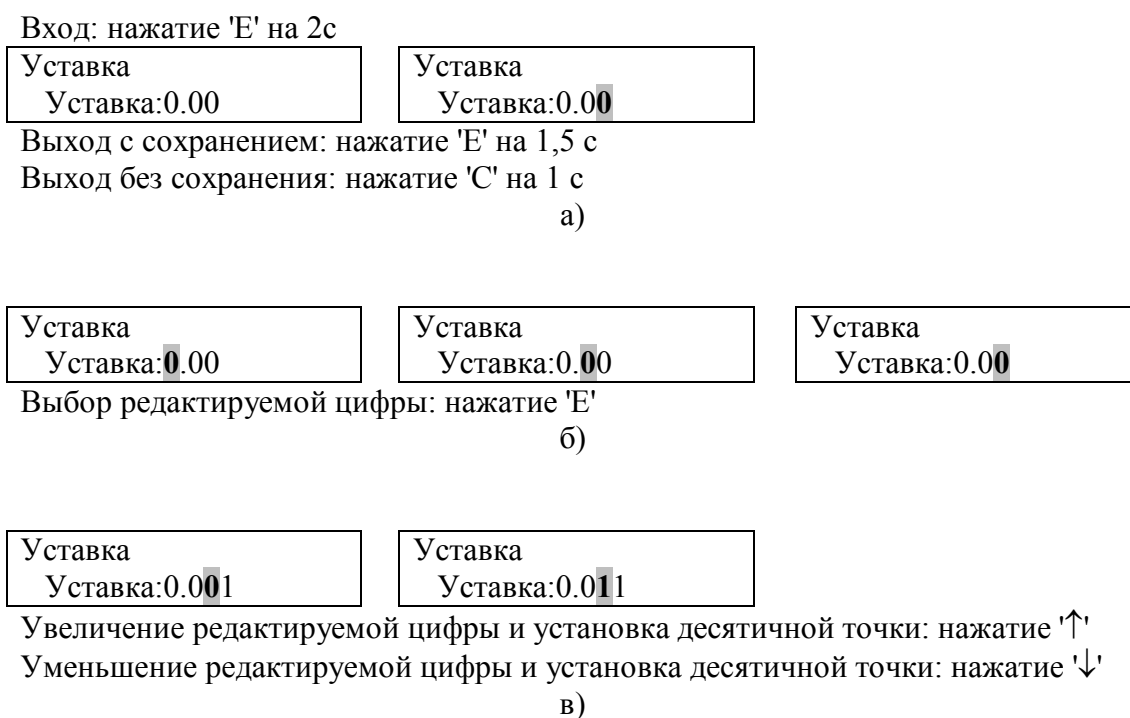 Вход: нажатие 'E' на 2с
Уставка Уставка
Уставка:0.00 Уставка:0.00
Выход с сохранением: нажатие 'E' на 1,5 с
Выход без сохранения: нажатие 'C' на 1 с
а)
Уставка Уставка Уставка
Уставка:0.00 Уставка:0.00 Уставка:0.00
Выбор редактируемой цифры: нажатие 'E'
б)
Уставка Уставка
Уставка:0.001 Уставка:0.011
Увеличение редактируемой цифры и установка десятичной точки: нажатие '↑'
Уменьшение редактируемой цифры и установка десятичной точки: нажатие '↓'
в)